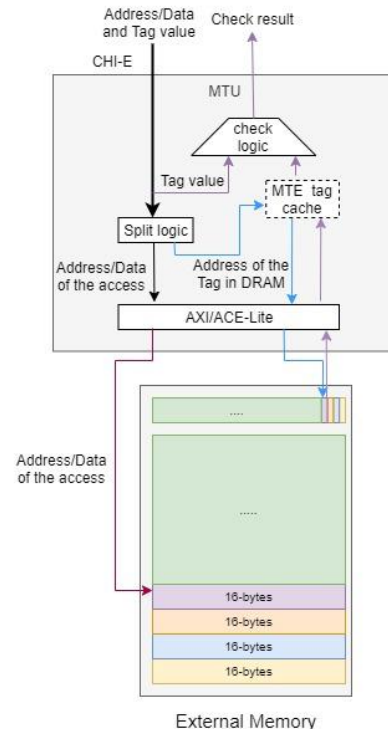 Address/Data
and Tag value
Check result
CHI-E
MTU
check
logic
Tag value
MTE tag
cache
Split logic
Address/Data
of the access
Address of the
Tag in DRAM
AXI/ACE-Lite
....
Address/Data
of the access
.....
16-bytes
16-bytes
16-bytes
16-bytes
External Memory